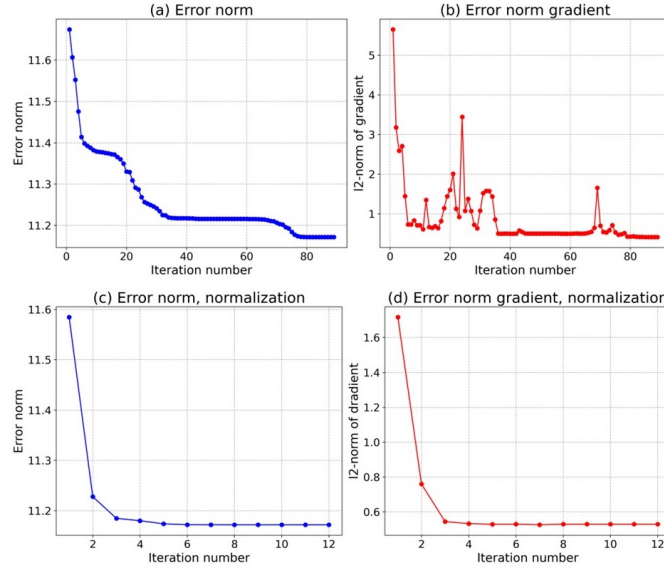 (a) Error norm
(b) Error norm gradient
11.6
11.5
11.4
11.3
11.2
Error norm
0 20 40 60 80
Iteration number
5
4
3
2
1
l2-norm of gradient
0 20 40 60 80
Iteration number
(c) Error norm, normalization
(d) Error norm gradient, normalization
11.6
11.5
11.4
11.3
11.2
Error norm
2 4 6 8 10 12
Iteration number
1.6
1.4
1.2
1.0
0.8
0.6
l2-norm of dradient
2 4 6 8 10 12
Iteration number